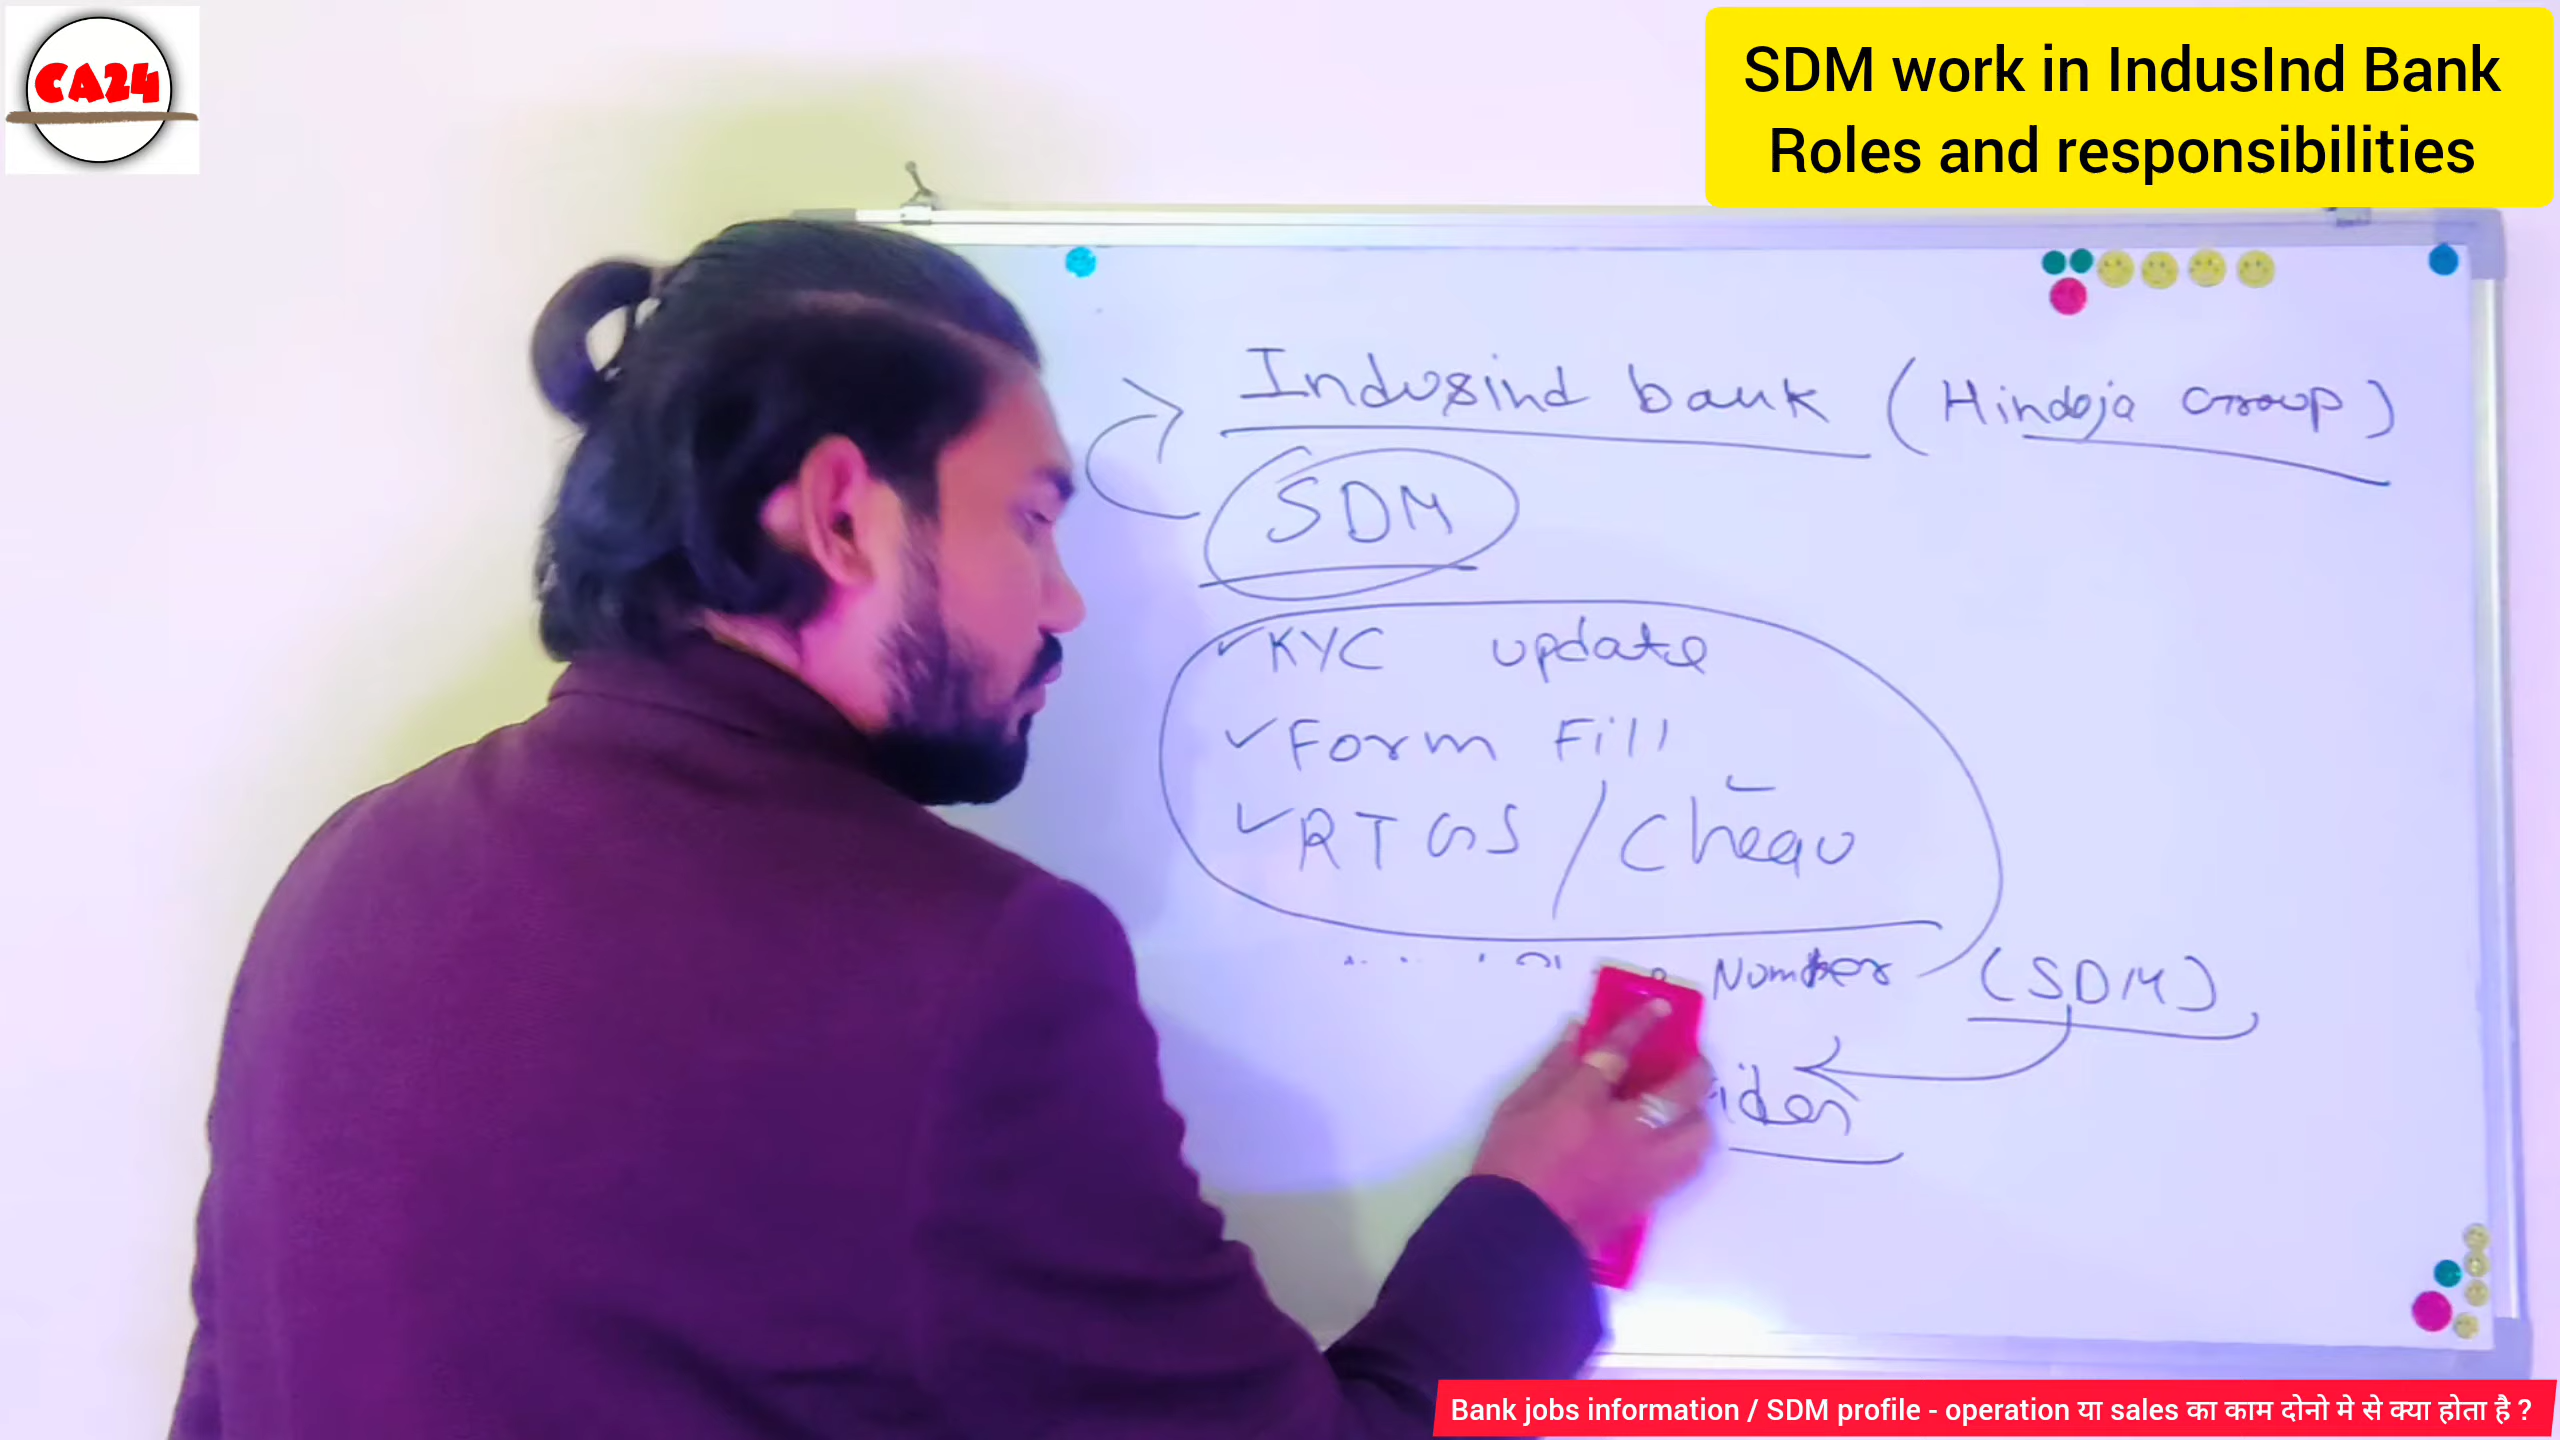 CA24
SDM work in IndusInd Bank
Roles and responsibilities
Indusind bank (Hinduja Group)
SDM
✓KYC update
✓Form Fill
✓RTGS / Chequ
Number (SDM)
Bank jobs information / SDM profile - operation या sales का काम दोनो मे से क्या होता है ?